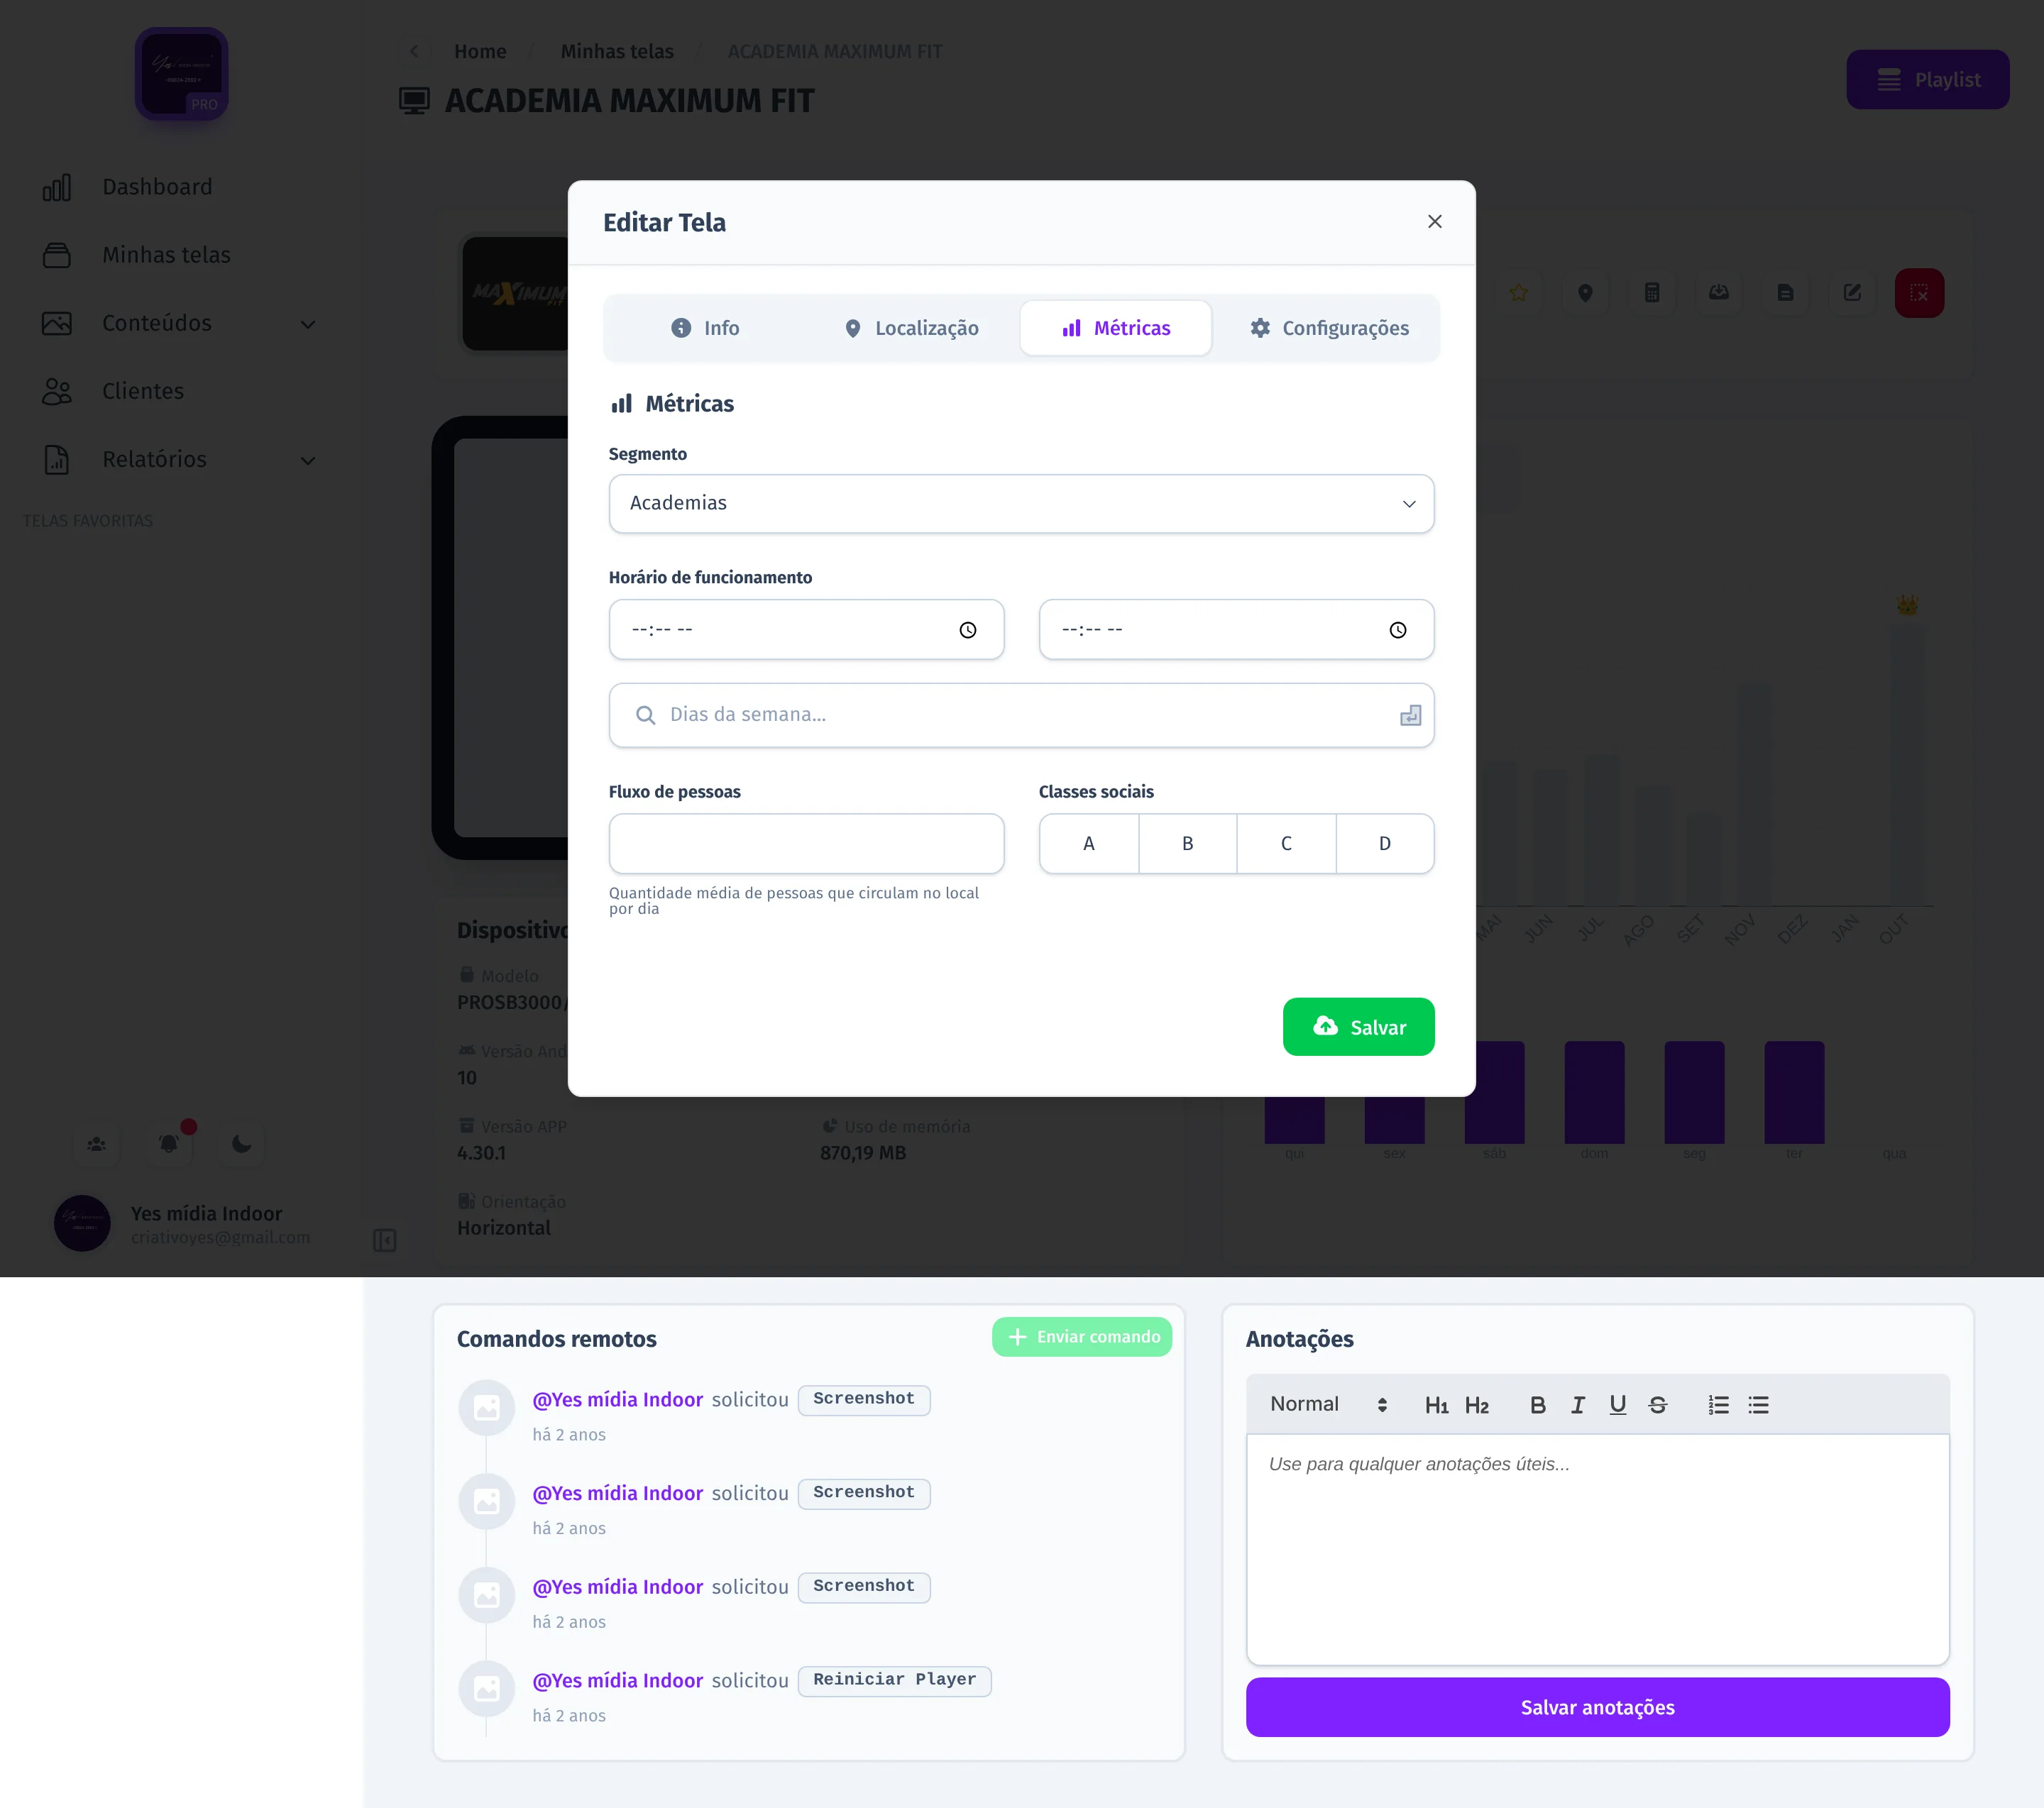 PRO
Dashboard
Minhas telas
Conteúdos
Clientes
Relatórios
TELAS FAVORITAS
Yes mídia Indoor
criativoyes@gmail.com
Home / Minhas telas / ACADEMIA MAXIMUM FIT
ACADEMIA MAXIMUM FIT
Playlist
MAXIMUM
FIT
Editar Tela
Info
Localização
Métricas
Configurações
Métricas
Segmento
Academias
Horário de funcionamento
--:-- --
--:-- --
Dias da semana...
Fluxo de pessoas
Quantidade média de pessoas que circulam no local
por dia
Classes sociais
A
B
C
D
Salvar
MAI
JUN
JUL
AGO
SET
NOV
DEZ
JAN
OUT
Dispositivo
Modelo
PROSB3000/
Versão And
10
Versão APP
4.30.1
Uso de memória
870,19 MB
Orientação
Horizontal
qui
sex
sáb
dom
seg
ter
qua
Comandos remotos
Enviar comando
@Yes mídia Indoor solicitou Screenshot
há 2 anos
@Yes mídia Indoor solicitou Screenshot
há 2 anos
@Yes mídia Indoor solicitou Screenshot
há 2 anos
@Yes mídia Indoor solicitou Reiniciar Player
há 2 anos
Anotações
Normal H1 H2 B I U S
Use para qualquer anotações úteis...
Salvar anotações